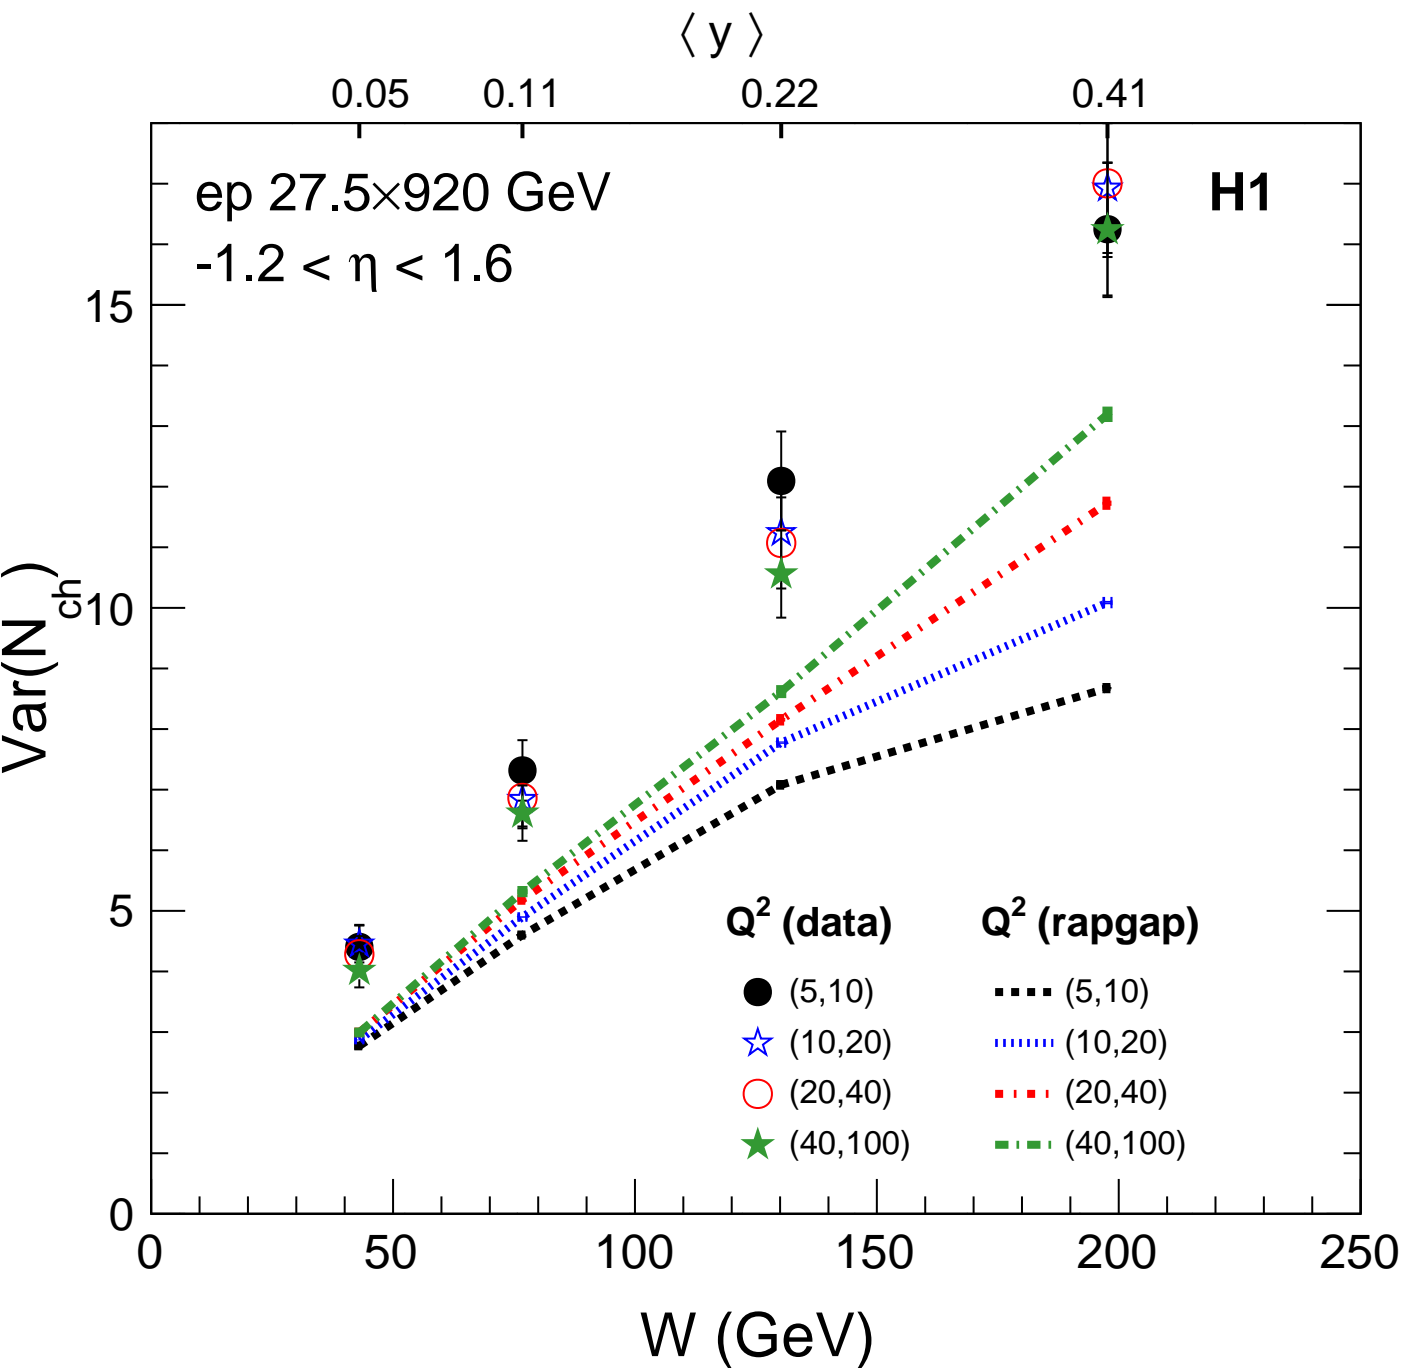 ⟨ y ⟩
0.05 0.11 0.22 0.41
ep 27.5×920 GeV
H1
-1.2 < η < 1.6
15
10
5
0
Var(N_ch)
Q² (data) Q² (rapgap)
(5,10) (5,10)
(10,20) (10,20)
(20,40) (20,40)
(40,100) (40,100)
0 50 100 150 200 250
W (GeV)